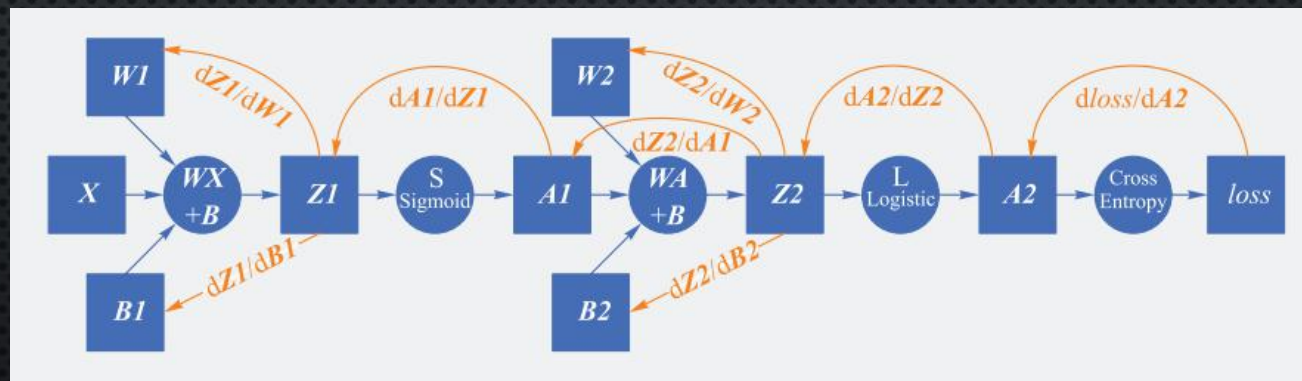 W1
dZ1/dW1
dA1/dZ1
W2
dZ2/dW2
dA2/dZ2
dloss/dA2
dZ2/dA1
X
WX
+B
Z1
S
Sigmoid
A1
WA
+B
Z2
L
Logistic
A2
Cross
Entropy
loss
B1
dZ1/dB1
B2
dZ2/dB2